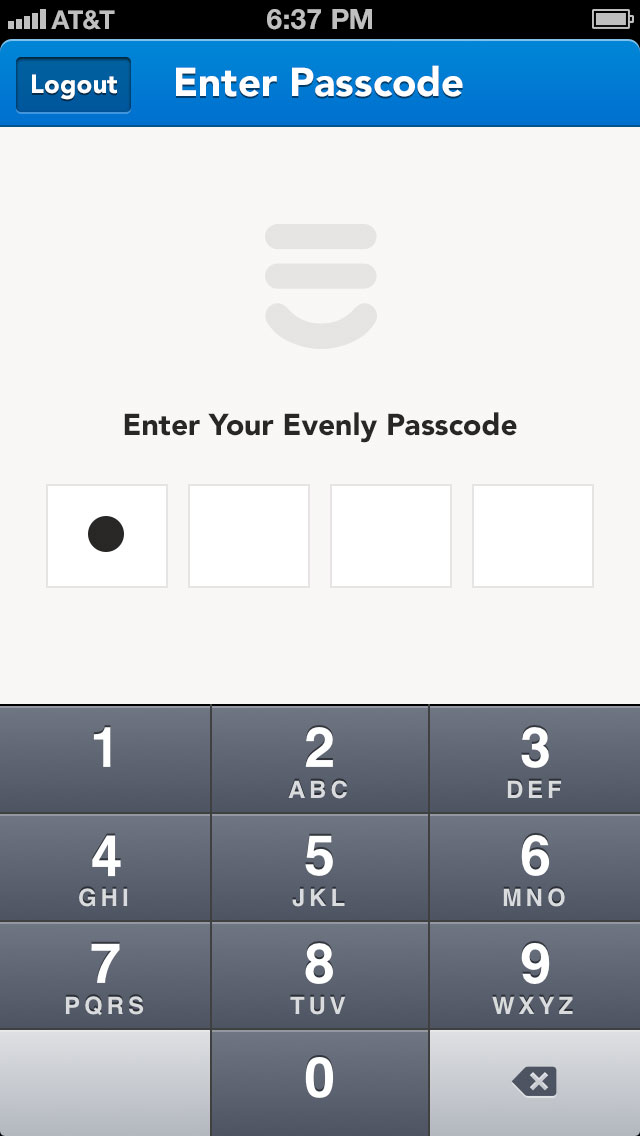 AT&T 6:37 PM
Logout Enter Passcode
Enter Your Evenly Passcode
1 2 3
ABC DEF
4 5 6
GHI JKL MNO
7 8 9
PQRS TUV WXYZ
0